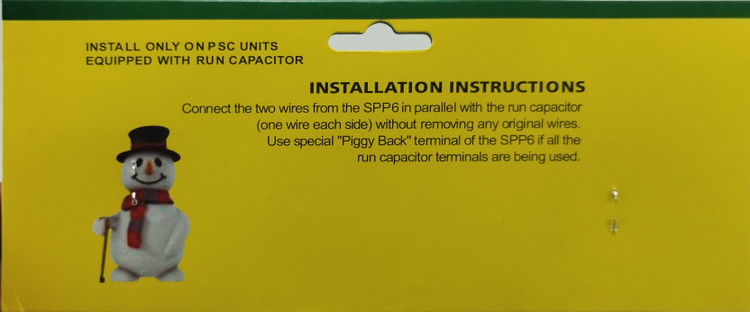 INSTALL ONLY ON PSC UNITS
EQUIPPED WITH RUN CAPACITOR
INSTALLATION INSTRUCTIONS
Connect the two wires from the SPP6 in parallel with the run capacitor
(one wire each side) without removing any original wires.
Use special "Piggy Back" terminal of the SPP6 if all the
run capacitor terminals are being used.